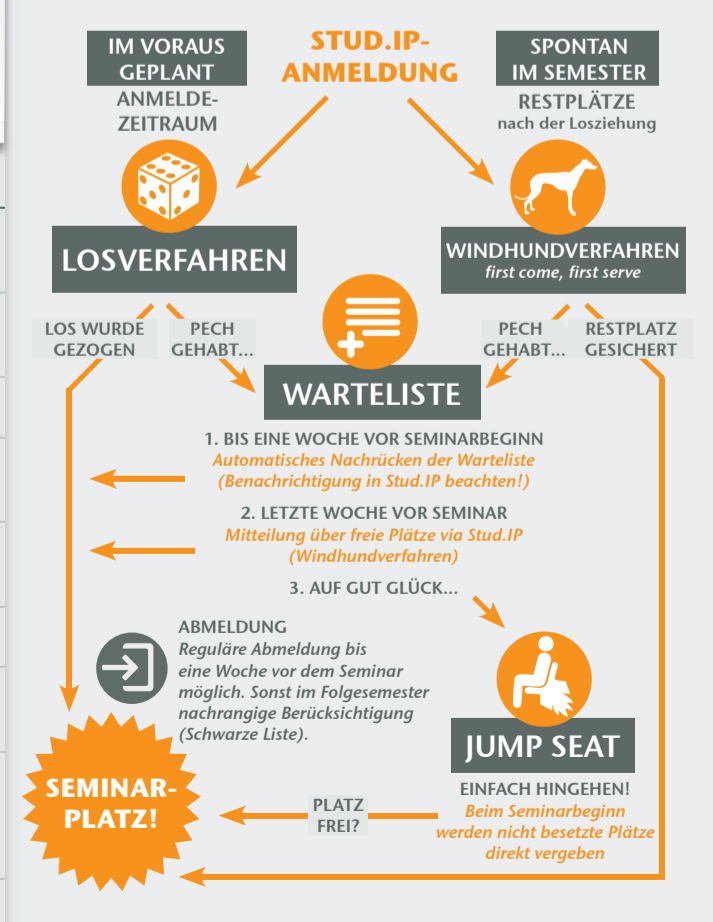 IM VORAUS
GEPLANT
ANMELDE-
ZEITRAUM
STUD.IP-
ANMELDUNG
SPONTAN
IM SEMESTER
RESTPLÄTZE
nach der Losziehung
LOSVERFAHREN
WINDHUNDVERFAHREN
first come, first serve
LOS WURDE
GEZOGEN
PECH
GEHABT...
PECH
GEHABT...
RESTPLATZ
GESICHERT
WARTELISTE
1. BIS EINE WOCHE VOR SEMINARBEGINN
Automatisches Nachrücken der Warteliste
(Benachrichtigung in Stud.IP beachten!)
2. LETZTE WOCHE VOR SEMINAR
Mitteilung über freie Plätze via Stud.IP
(Windhundverfahren)
3. AUF GUT GLÜCK...
ABMELDUNG
Reguläre Abmeldung bis
eine Woche vor dem Seminar
möglich. Sonst im Folgesemester
nachrangige Berücksichtigung
(Schwarze Liste).
JUMP SEAT
EINFACH HINGEHEN!
Beim Seminarbeginn
werden nicht besetzte Plätze
direkt vergeben
PLATZ
FREI?
SEMINAR-
PLATZ!